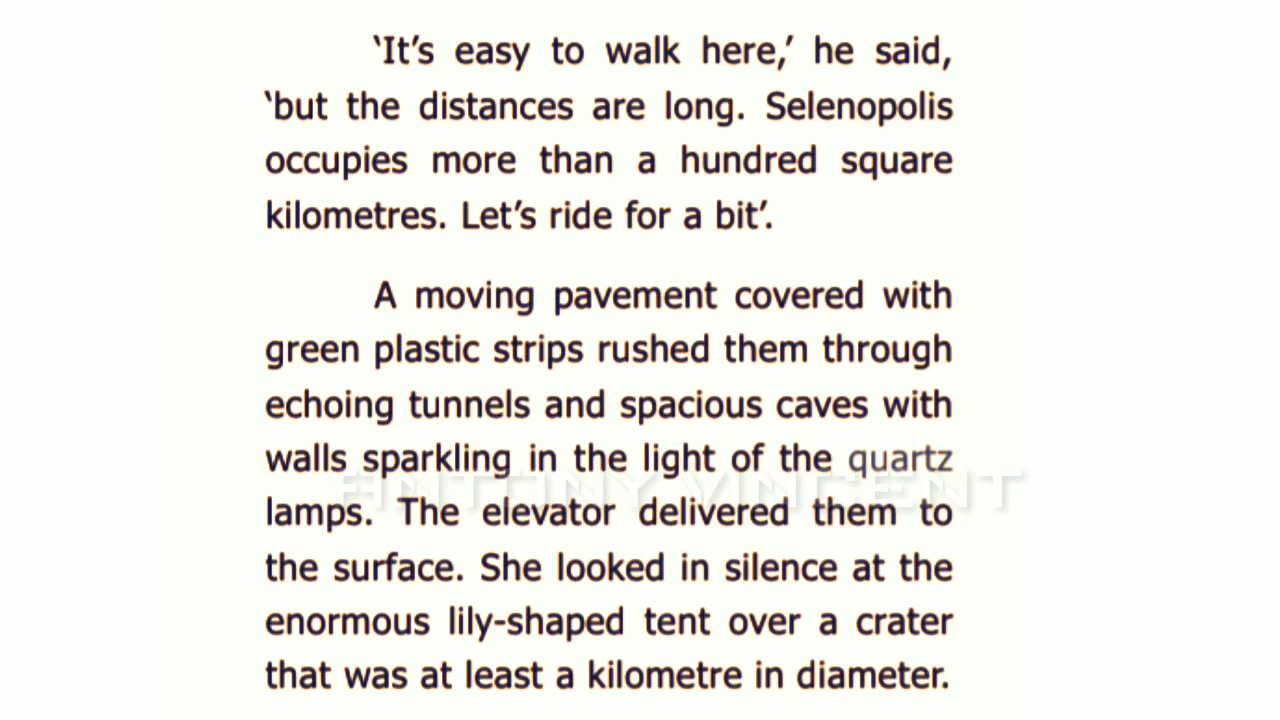 ‘It’s easy to walk here,’ he said,
‘but the distances are long. Selenopolis
occupies more than a hundred square
kilometres. Let’s ride for a bit’.
A moving pavement covered with
green plastic strips rushed them through
echoing tunnels and spacious caves with
walls sparkling in the light of the quartz
ANTONY VINCENT
lamps. The elevator delivered them to
the surface. She looked in silence at the
enormous lily-shaped tent over a crater
that was at least a kilometre in diameter.